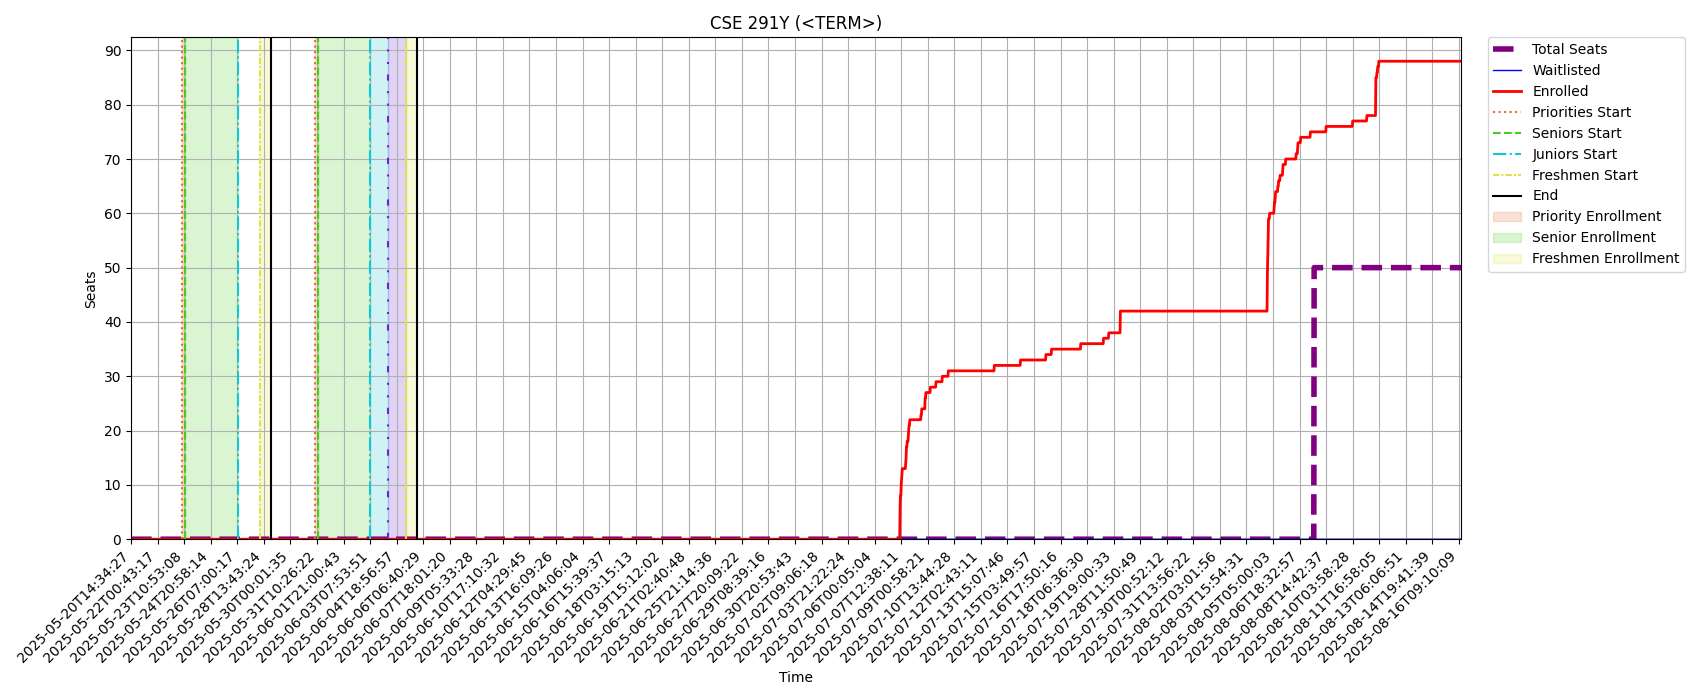 CSE 291Y (<TERM>)
Seats
90
80
70
60
50
40
30
20
10
0
2025-05-20T14:34:27
2025-05-22T00:43:17
2025-05-23T10:53:08
2025-05-24T20:58:14
2025-05-26T07:00:17
2025-05-28T13:43:24
2025-05-30T00:01:35
2025-05-31T10:26:22
2025-06-01T21:00:43
2025-06-03T07:53:51
2025-06-04T18:56:57
2025-06-06T06:40:29
2025-06-07T18:01:20
2025-06-09T05:33:28
2025-06-10T17:10:32
2025-06-12T04:29:45
2025-06-13T16:09:26
2025-06-15T04:06:04
2025-06-16T15:39:37
2025-06-18T03:15:13
2025-06-19T15:12:02
2025-06-21T02:40:48
2025-06-25T21:14:36
2025-06-27T20:09:22
2025-06-29T08:39:16
2025-06-30T20:53:43
2025-07-02T09:06:18
2025-07-03T21:22:24
2025-07-06T00:05:04
2025-07-07T12:38:11
2025-07-09T00:58:21
2025-07-10T13:44:28
2025-07-12T02:43:11
2025-07-13T15:07:46
2025-07-15T03:49:57
2025-07-16T17:50:16
2025-07-18T06:36:30
2025-07-19T19:00:33
2025-07-28T11:50:49
2025-07-30T00:52:12
2025-07-31T13:56:22
2025-08-02T03:01:56
2025-08-03T15:54:31
2025-08-05T05:00:03
2025-08-06T18:32:57
2025-08-08T14:42:37
2025-08-10T03:58:28
2025-08-11T16:58:05
2025-08-13T06:06:51
2025-08-14T19:41:39
2025-08-16T09:10:09
Time
Total Seats
Waitlisted
Enrolled
Priorities Start
Seniors Start
Juniors Start
Freshmen Start
End
Priority Enrollment
Senior Enrollment
Freshmen Enrollment